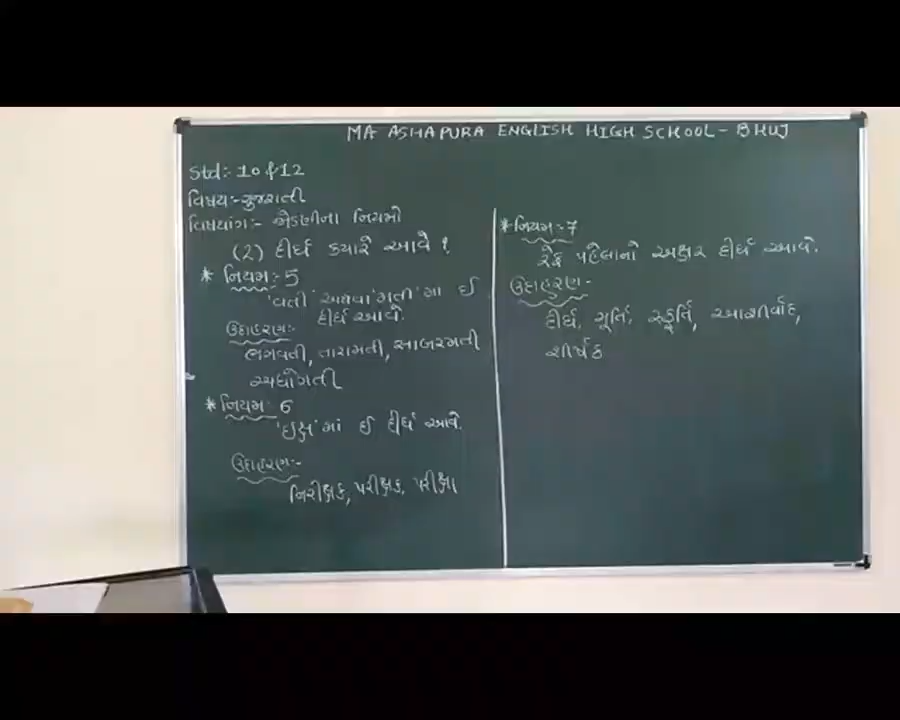 MA ASHAPURA ENGLISH HIGH SCHOOL - BHUJ
Std :- 10 f 12
વિષય:- ગુજરાતી
વિષયાંગ:- જોડણીના નિયમો
(2) દીર્ઘ ક્યારે આવે ?
* નિયમ : 5
'વતી' અથવા 'મતી' માં ઈ
દીર્ઘ આવે.
ઉદાહરણ:-
ભગવતી, તારામતી, સાબરમતી
અધોગતી
* નિયમ : 6
'ઈક્ષ' માં ઈ દીર્ઘ આવે.
ઉદાહરણ:-
નિરીક્ષક, પરીક્ષક, પરીક્ષા
* નિયમ:- 7
રેફ પહેલાનો અક્ષર દીર્ઘ આવે.
ઉદાહરણ:-
દીર્ઘ, મૂર્તિ, સ્ફૂર્તિ, આશીર્વાદ,
શીર્ષક